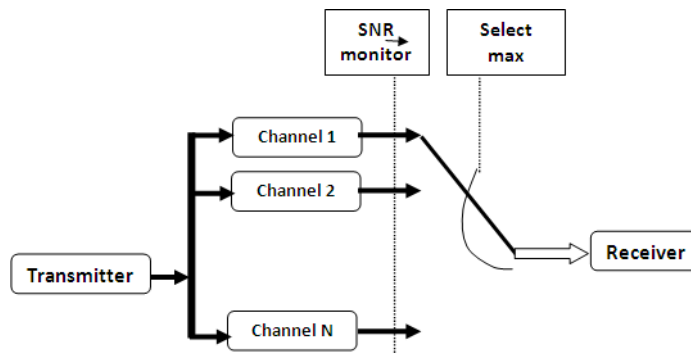 SNR
monitor
Select
max
Channel 1
Channel 2
Transmitter
Receiver
Channel N